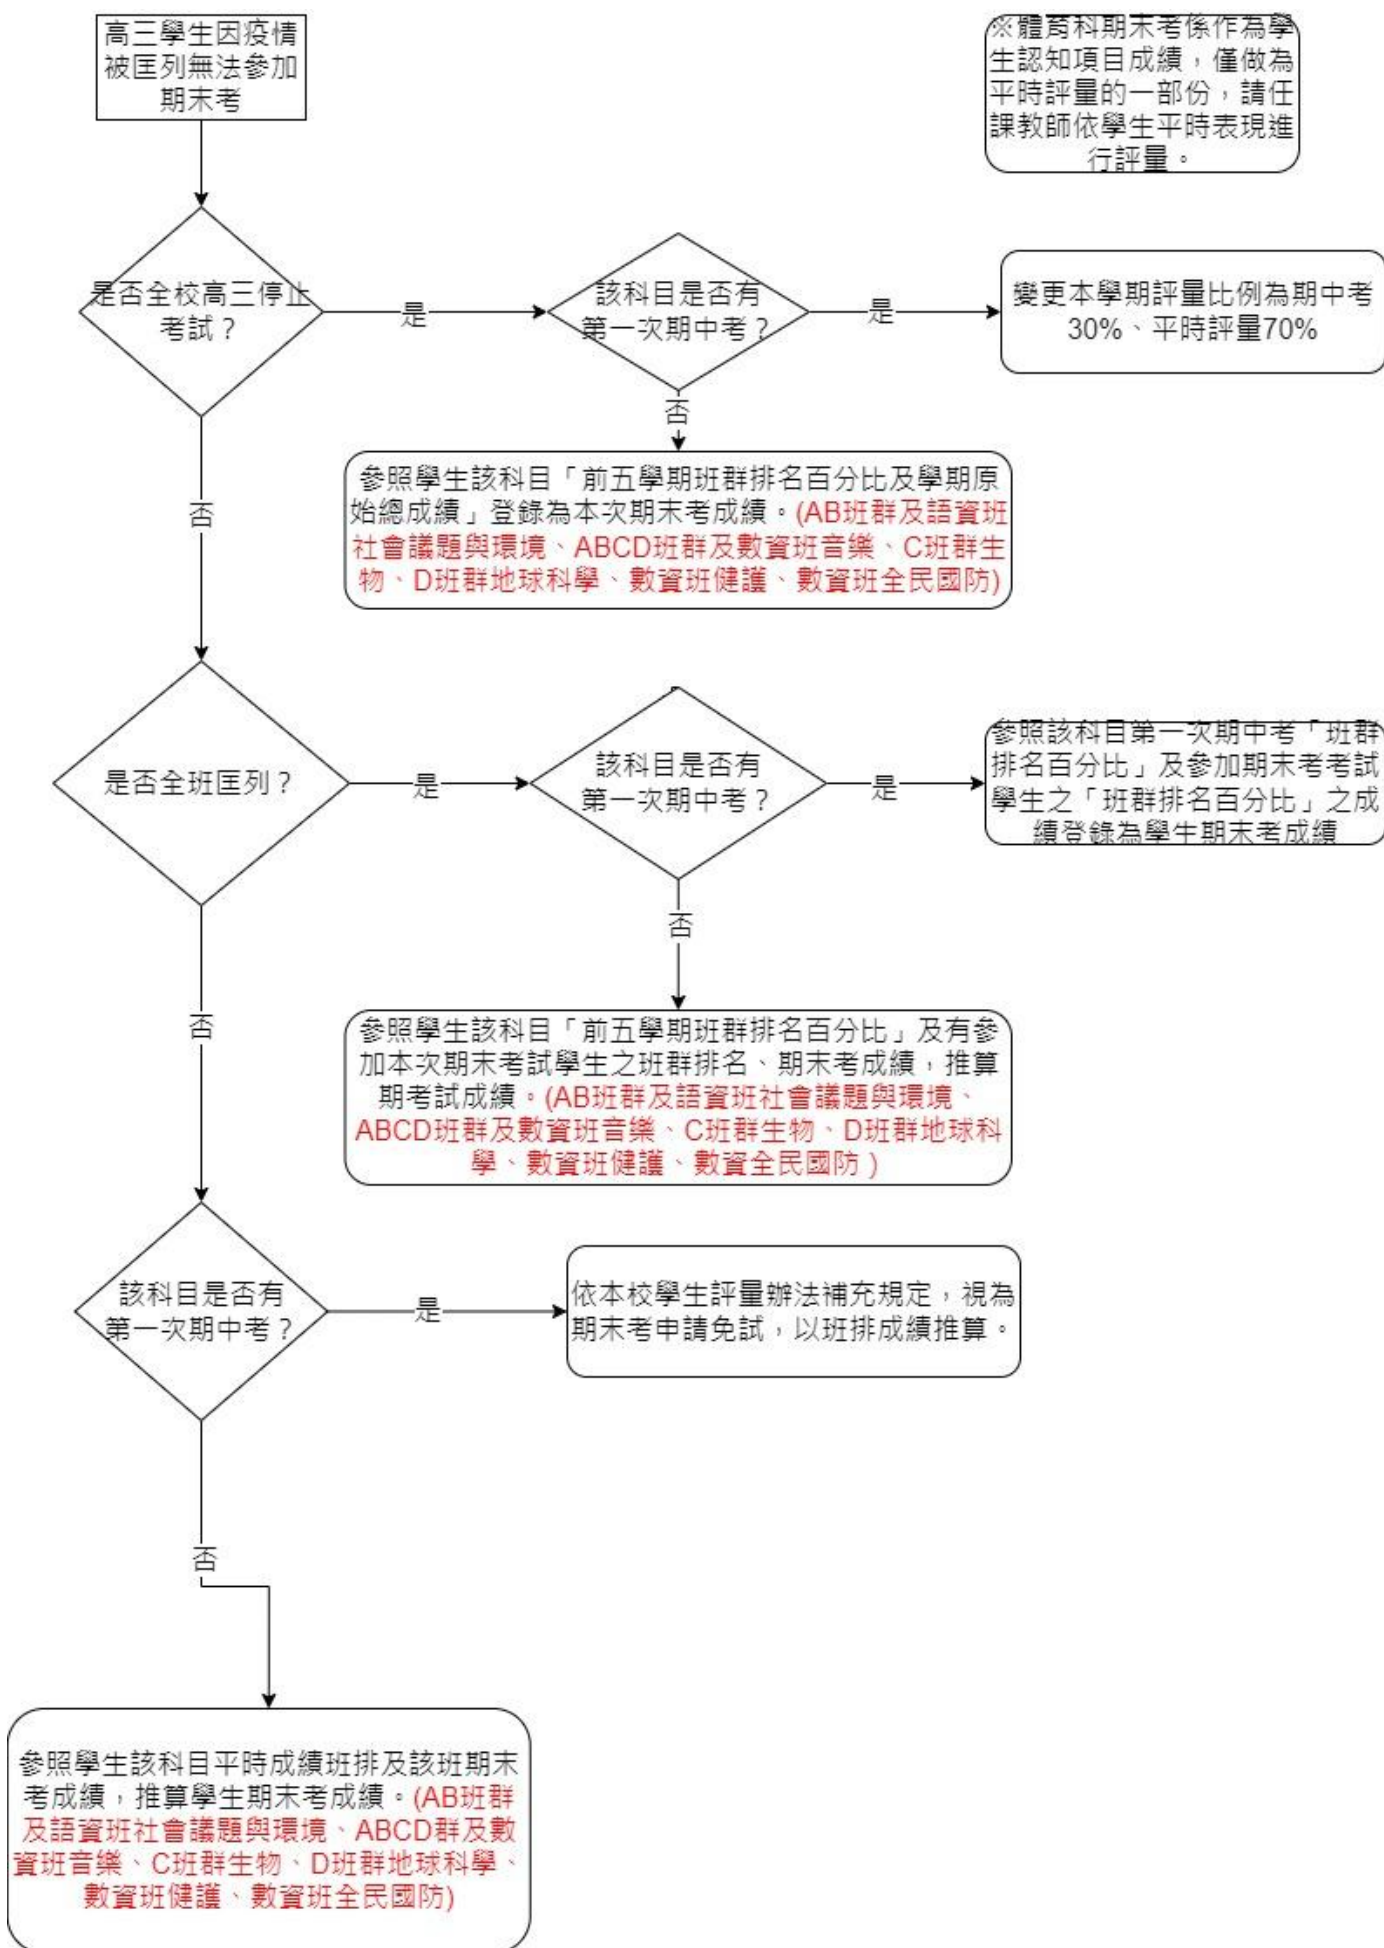 高三學生因疫情
被匡列無法參加
期末考
※體育科期末考係作為學
生認知項目成績，僅做為
平時評量的一部份，請任
課教師依學生平時表現進
行評量。
是否全校高三停止
考試？
是
該科目是否有
第一次期中考？
是
變更本學期評量比例為期中考
30%、平時評量70%
否
參照學生該科目「前五學期班群排名百分比及學期原
始總成績」登錄為本次期末考成績。(AB班群及語資班
社會議題與環境、ABCD班群及數資班音樂、C班群生
物、D班群地球科學、數資班健護、數資班全民國防)
否
是否全班匡列？
是
該科目是否有
第一次期中考？
是
參照該科目第一次期中考「班群
排名百分比」及參加期末考考試
學生之「班群排名百分比」之成
績登錄為學生期末考成績
否
參照學生該科目「前五學期班群排名百分比」及有參
加本次期末考試學生之班群排名、期末考成績，推算
期考試成績。(AB班群及語資班社會議題與環境、
ABCD班群及數資班音樂、C班群生物、D班群地球科
學、數資班健護、數資全民國防）
否
該科目是否有
第一次期中考？
是
依本校學生評量辦法補充規定，視為
期末考申請免試，以班排成績推算。
否
參照學生該科目平時成績班排及該班期末
考成績，推算學生期末考成績。(AB班群
及語資班社會議題與環境、ABCD群及數
資班音樂、C班群生物、D班群地球科學、
數資班健護、數資班全民國防)